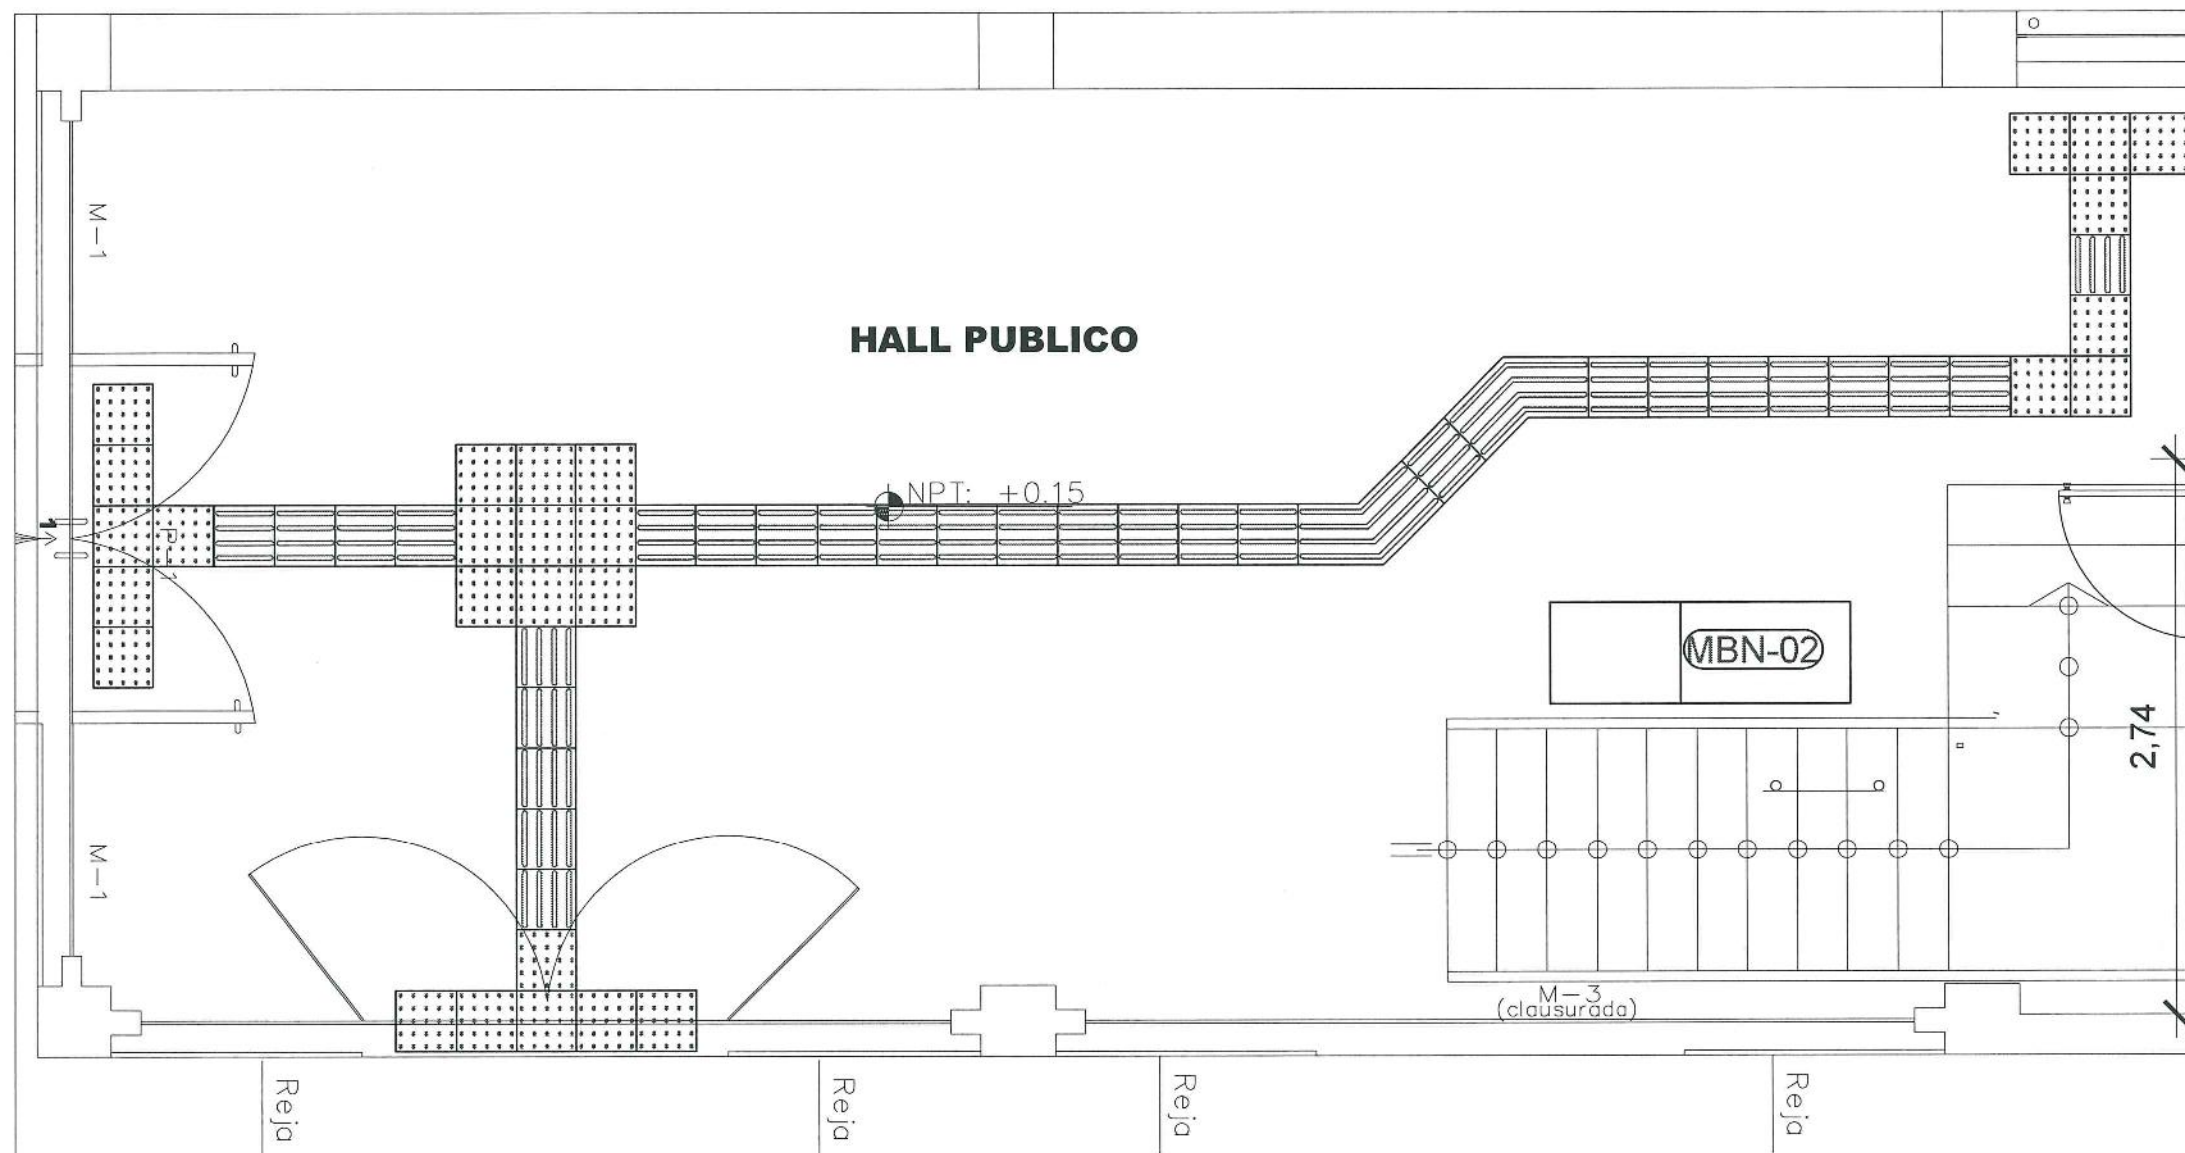 M-1
HALL PUBLICO
NPT: +0.15
P-1
MBN-02
2,74
M-1
M-3
(clausurada)
Reja
Reja
Reja
Reja